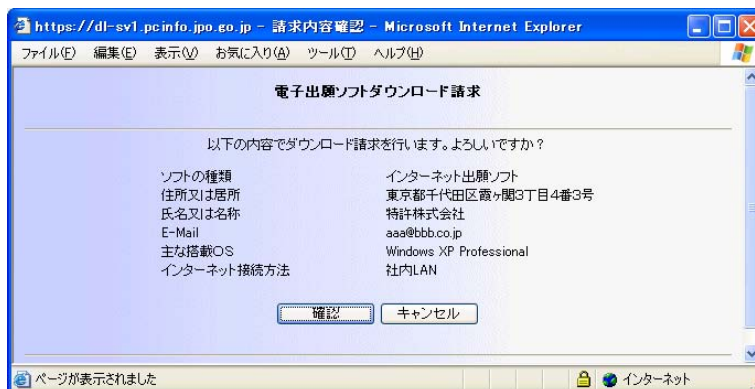 https://dl-sv1.pcinfo.jpo.go.jp - 請求内容確認 - Microsoft Internet Explorer
ファイル(F) 編集(E) 表示(V) お気に入り(A) ツール(T) ヘルプ(H)
電子出願ソフトダウンロード請求
以下の内容でダウンロード請求を行います。よろしいですか？
ソフトの種類 インターネット出願ソフト
住所又は居所 東京都千代田区霞ヶ関3丁目4番3号
氏名又は名称 特許株式会社
E-Mail aaa@bbb.co.jp
主な搭載OS Windows XP Professional
インターネット接続方法 社内LAN
確認 キャンセル
ページが表示されました インターネット